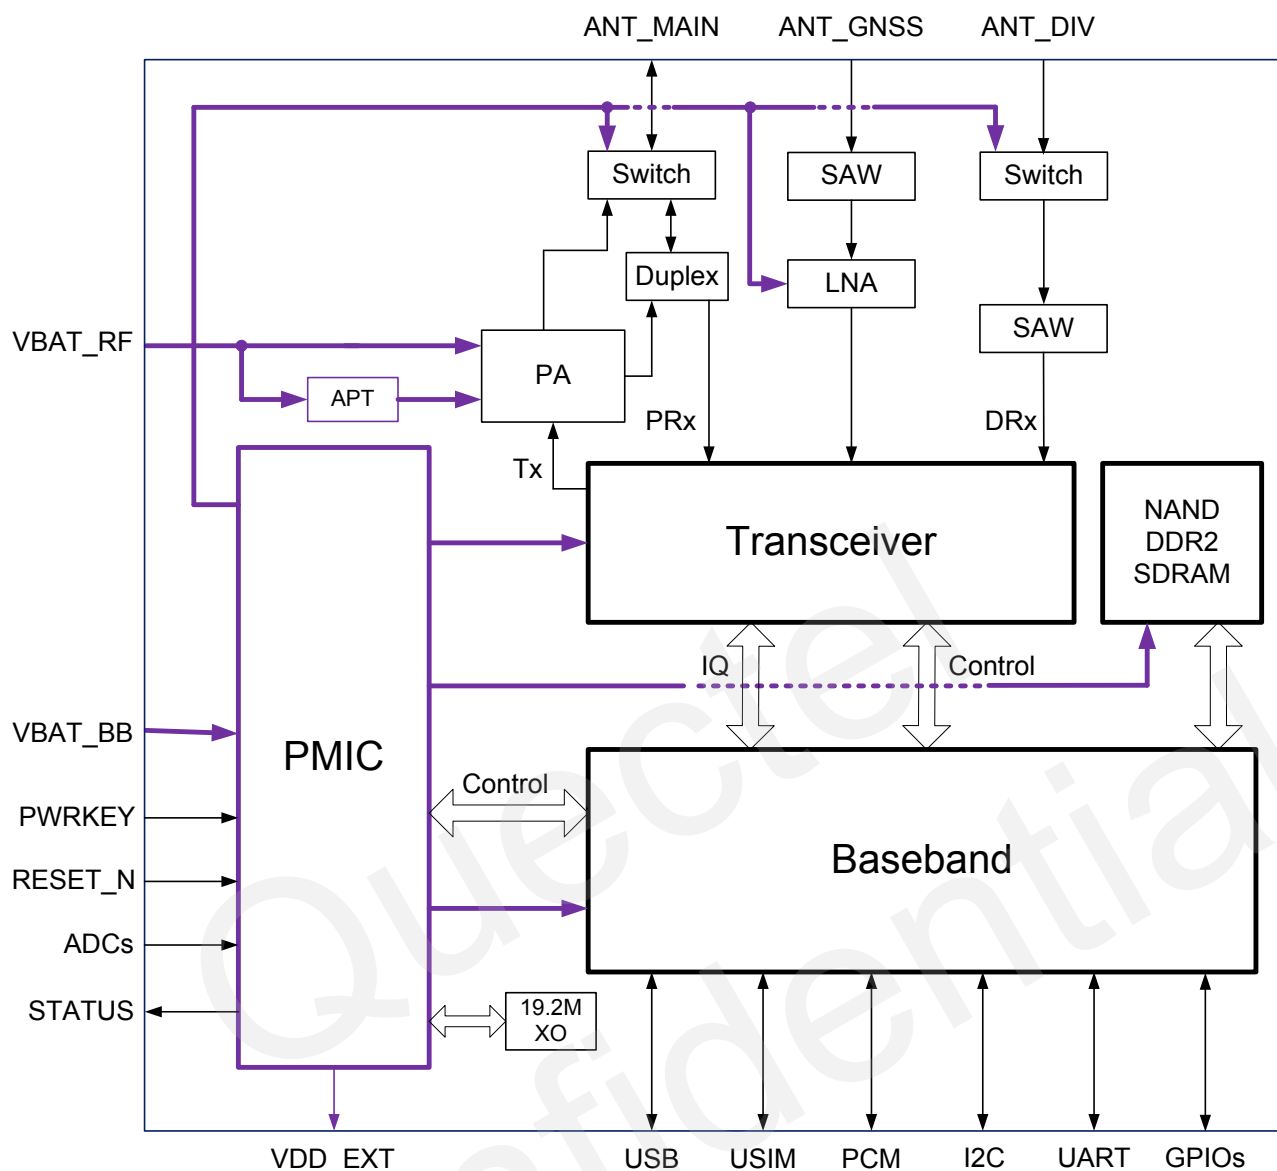 ANT_MAIN
ANT_GNSS
ANT_DIV
Switch
SAW
Switch
Duplex
LNA
SAW
VBAT_RF
PA
APT
PRx
DRx
Tx
Transceiver
NAND
DDR2
SDRAM
IQ
Control
VBAT_BB
PMIC
Control
PWRKEY
Baseband
RESET_N
ADCs
STATUS
19.2M
XO
VDD_EXT
USB
USIM
PCM
I2C
UART
GPIOs
Quectel